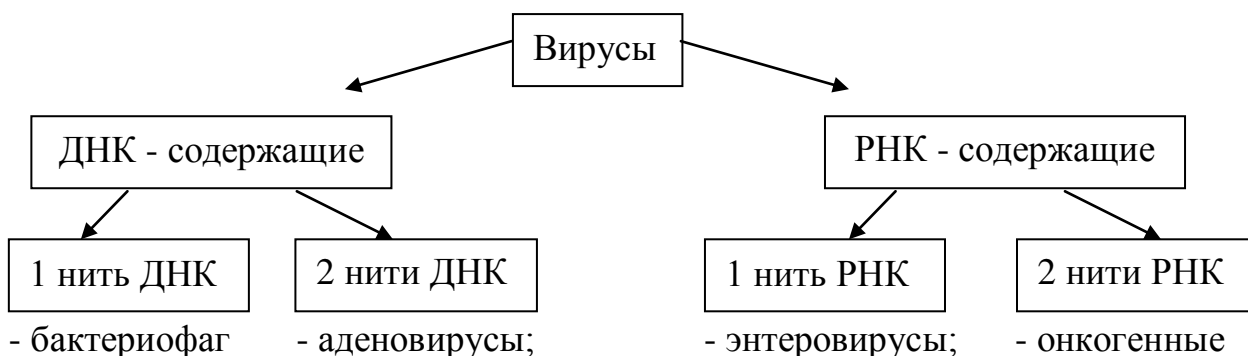 Вирусы
ДНК - содержащие
РНК - содержащие
1 нить ДНК
2 нити ДНК
1 нить РНК
2 нити РНК
- бактериофаг
- аденовирусы;
- энтеровирусы;
- онкогенные